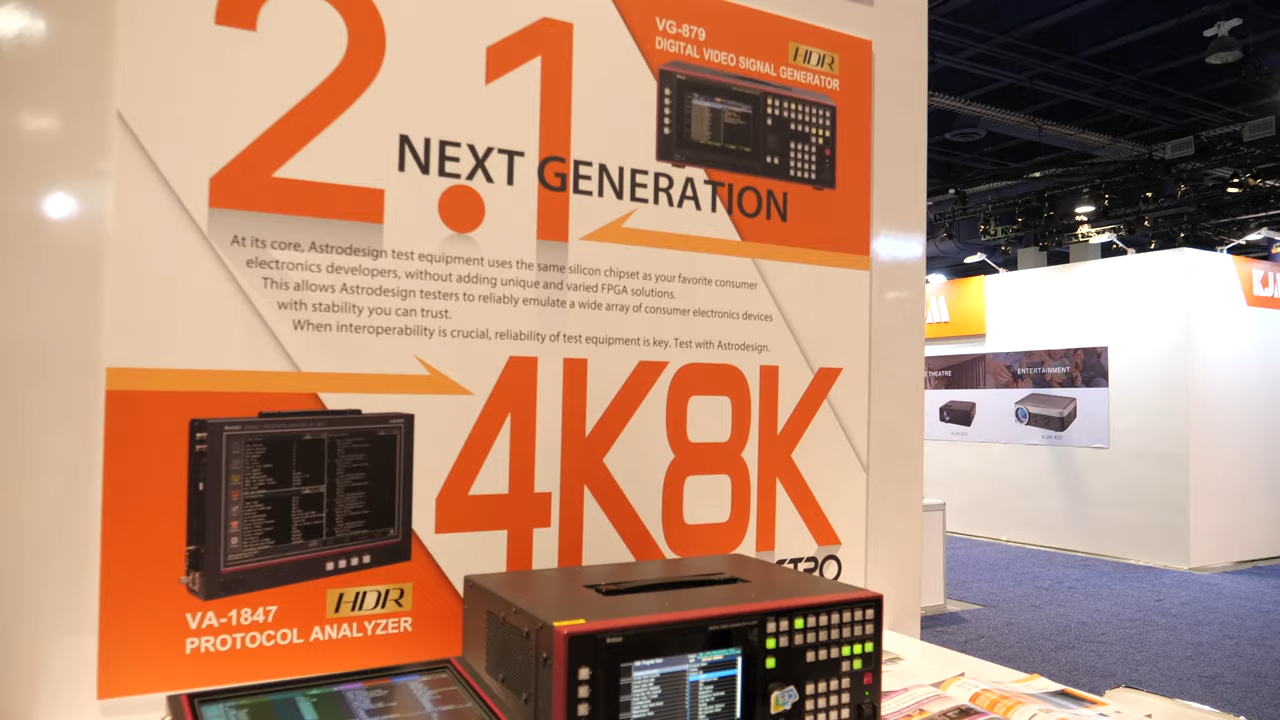 2.1
VG-879
DIGITAL VIDEO SIGNAL GENERATOR
HDR
NEXT GENERATION
At its core, Astrodesign test equipment uses the same silicon chipset as your favorite consumer
electronics developers, without adding unique and varied FPGA solutions.
This allows Astrodesign testers to reliably emulate a wide array of consumer electronics devices
with stability you can trust.
When interoperability is crucial, reliability of test equipment is key. Test with Astrodesign.
4K8K
VA-1847
HDR
PROTOCOL ANALYZER
THEATRE
ENTERTAINMENT